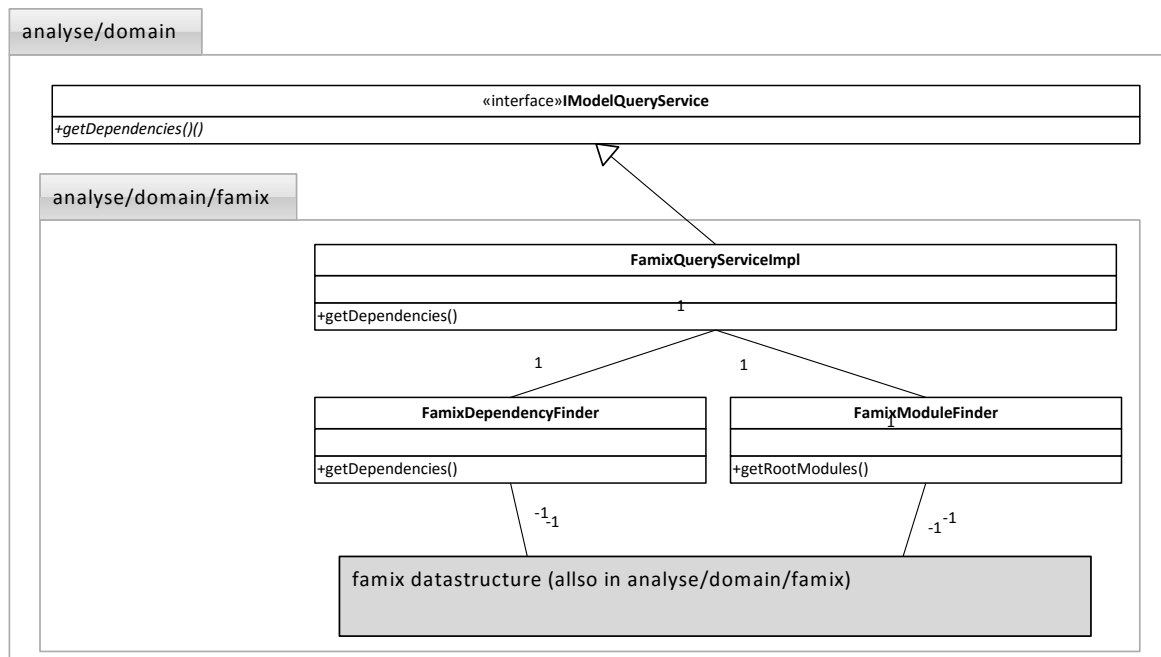 analyse/domain
«interface»IModelQueryService
+getDependencies()()
analyse/domain/famix
FamixQueryServiceImpl
1
+getDependencies()
1
1
FamixDependencyFinder
FamixModuleFinder
1
+getDependencies()
+getRootModules()
-1
-1
-1
-1
famix datastructure (allso in analyse/domain/famix)